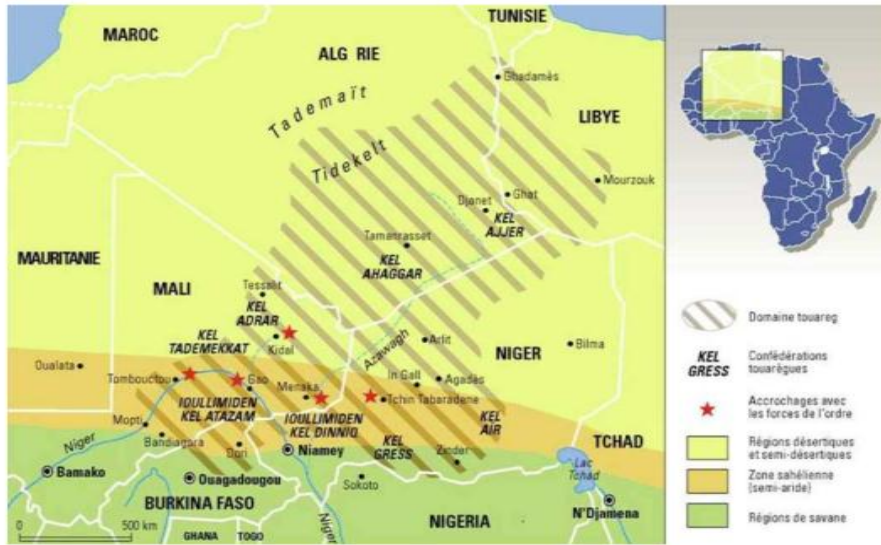 TUNISIE
MAROC
ALG RIE
Ghadamès
Tademaït
LIBYE
Tidekelt
Mourzouk
Ghat
Djanet
KEL
AJJER
Tamanrasset
KEL
AHAGGAR
MAURITANIE
MALI
Tessalit
KEL
ADRAR
KEL
TADEMEKKAT
Kidal
Azawagh
Arlit
Bilma
NIGER
Oualata
Tombouctou
Gao
Menaka
In Gall
Agadès
Tchin Tabaradene
IOULLIMIDEN
KEL ATAZAM
IOULLIMIDEN
KEL DINNIQ
KEL
AIR
KEL
GRESS
Mopti
Bandiagara
Dori
Niger
Niamey
Zinder
TCHAD
Lac
Tchad
Bamako
Ouagadougou
Sokoto
N'Djamena
BURKINA FASO
NIGERIA
Niger
GHANA
TOGO
0
500 km
Domaine touareg
KEL
GRESS
Confédérations
touarègues
Accrochages avec
les forces de l'ordre
Régions désertiques
et semi-désertiques
Zone sahélienne
(semi-aride)
Régions de savane